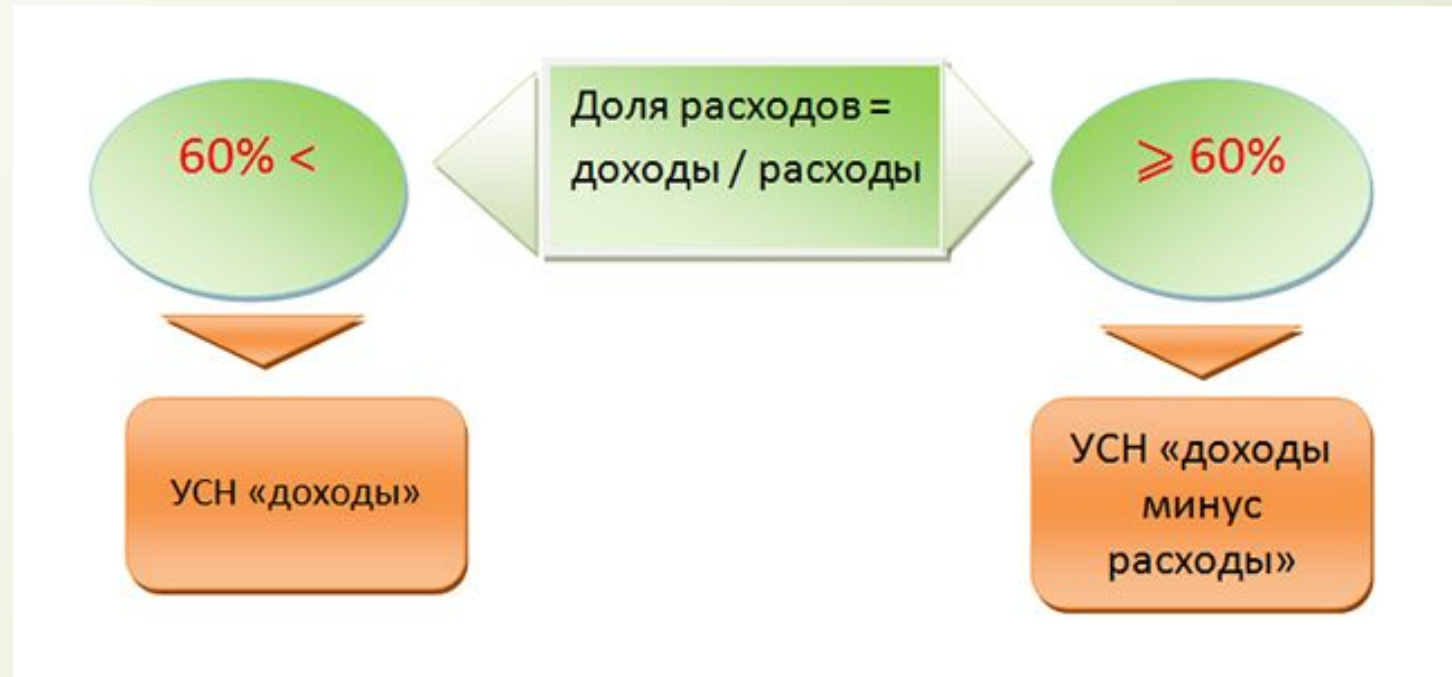 60% <
Доля расходов =
доходы / расходы
⩾ 60%
УСН «доходы»
УСН «доходы
минус
расходы»